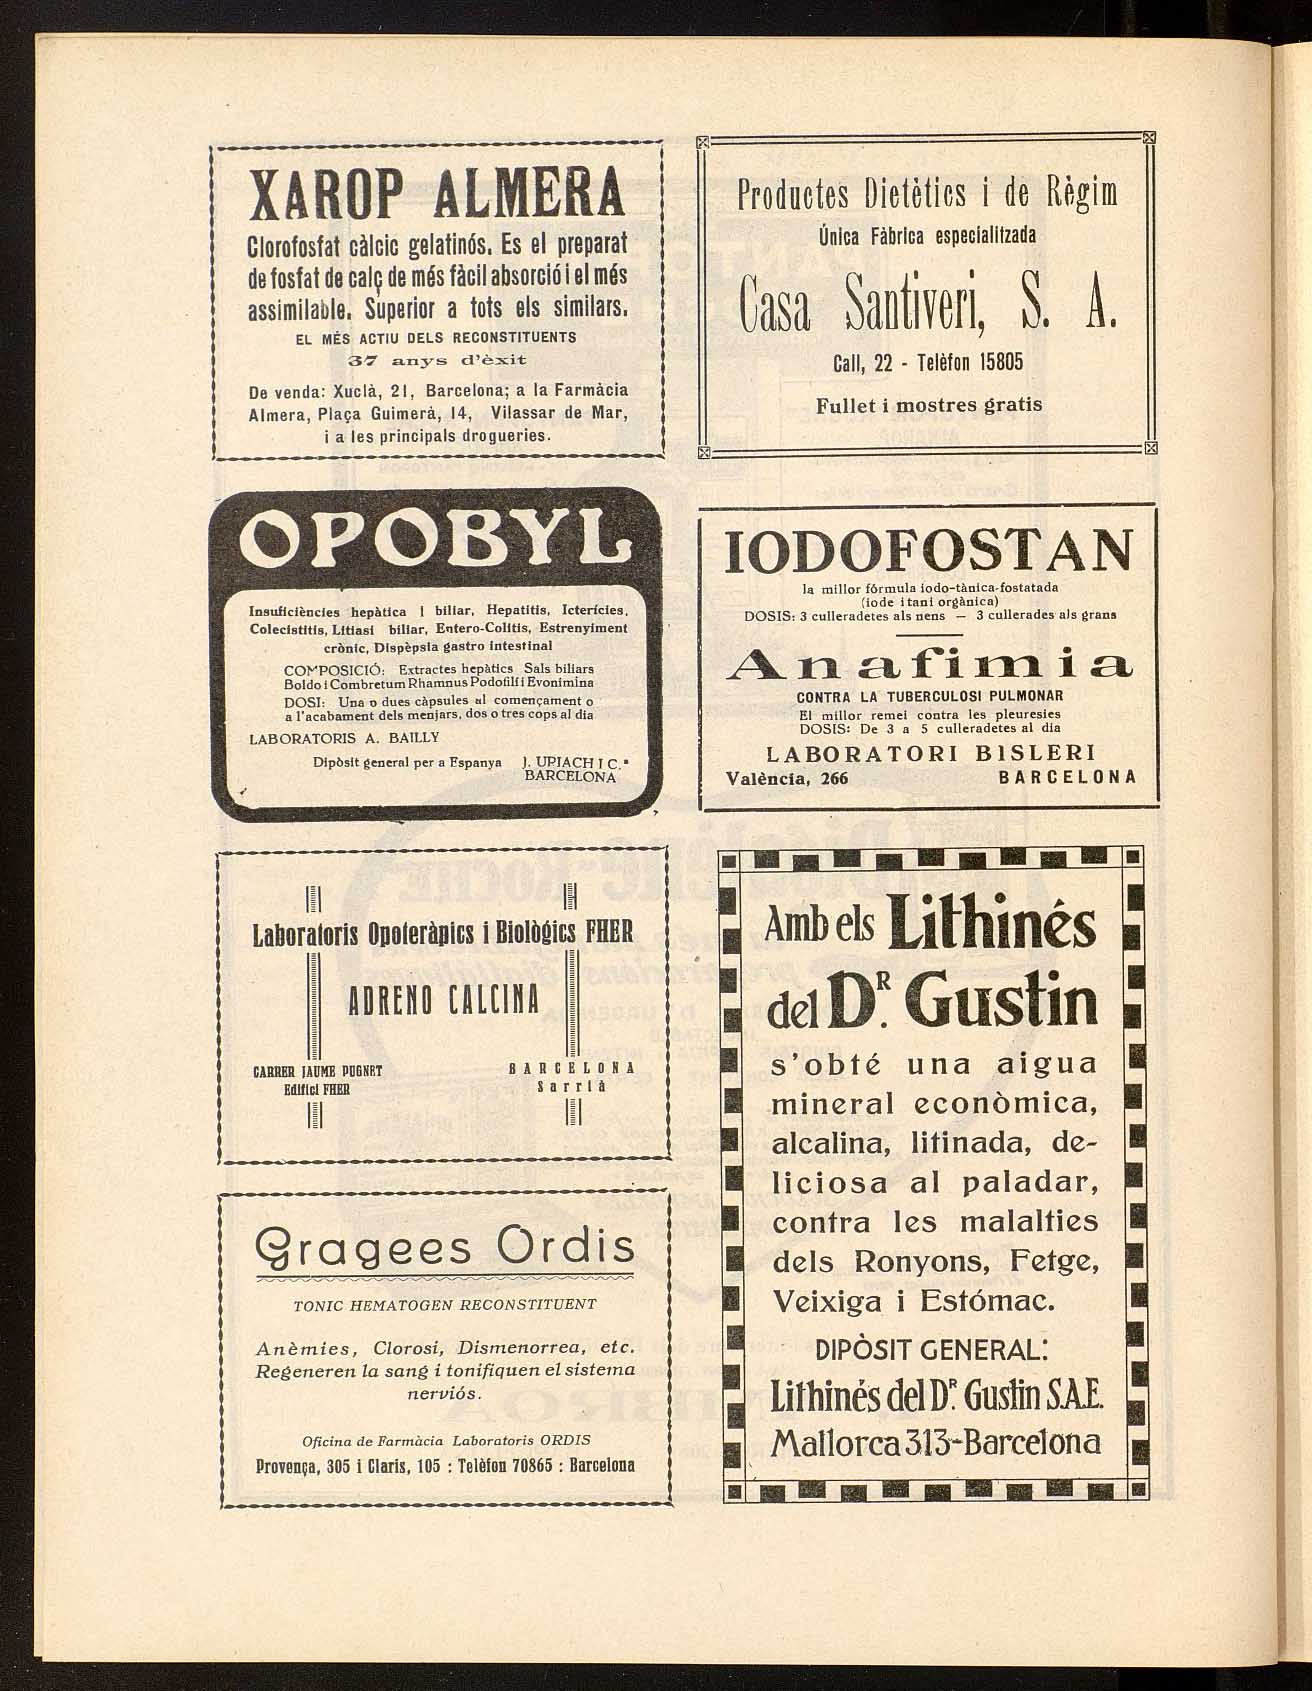 XAROP ALMERA
Clorofosfat càlcic gelatinós. Es el preparat
de fosfat de calç de més fàcil absorció i el més
assimilable. Superior a tots els similars.
EL MÉS ACTIU DELS RECONSTITUENTS
37 anys d'èxit
De venda: Xuclà, 21, Barcelona; a la Farmàcia
Almera, Plaça Guimerà, 14, Vilassar de Mar,
i a les principals drogueries.
Productes Dietètics i de Règim
Única Fàbrica especialitzada
Casa Santiveri, S. A.
Call, 22 - Telèfon 15805
Fullet i mostres gratis
OPOBYL
Insuficiències hepàtica i biliar, Hepatitis, Icterícies,
Colecistitis, Litiasi biliar, Entero-Colitis, Estrenyiment
crònic, Dispèpsia gastro intestinal
COMPOSICIÓ: Extractes hepàtics Sals biliars
Boldo i Combretum Rhamnus Podofilí i Evonimina
DOSI: Una o dues càpsules al començament o
a l'acabament dels menjars, dos o tres cops al dia
LABORATORIS A. BAILLY
Dipòsit general per a Espanya J. URIACH I C.ª
BARCELONA
IODOFOSTAN
la millor fórmula iodo-tànica-fostatada
(iode i tani orgànica)
DOSIS: 3 culleradetes als nens — 3 cullerades als grans
Anafimia
CONTRA LA TUBERCULOSI PULMONAR
El millor remei contra les pleuresies
DOSIS: De 3 a 5 culleradetes al dia
LABORATORI BISLERI
València, 266 BARCELONA
Laboratoris Opoteràpics i Biològics FHER
ADRENO CALCINA
CARRER JAUME PUGNET BARCELONA
Edifici FHER Sarrià
Gragees Ordis
TONIC HEMATOGEN RECONSTITUENT
Anèmies, Clorosi, Dismenorrea, etc.
Regeneren la sang i tonifiquen el sistema
nerviós.
Oficina de Farmàcia Laboratoris ORDIS
Provença, 305 i Claris, 105 : Telèfon 70865 : Barcelona
Amb els Lithinés
del DR. Gustin
s'obté una aigua
mineral econòmica,
alcalina, litinada, de-
liciosa al paladar,
contra les malalties
dels Ronyons, Fetge,
Veixiga i Estómac.
DIPÒSIT GENERAL:
Lithinés del DR. Gustin S.A.E.
Mallorca 313-Barcelona